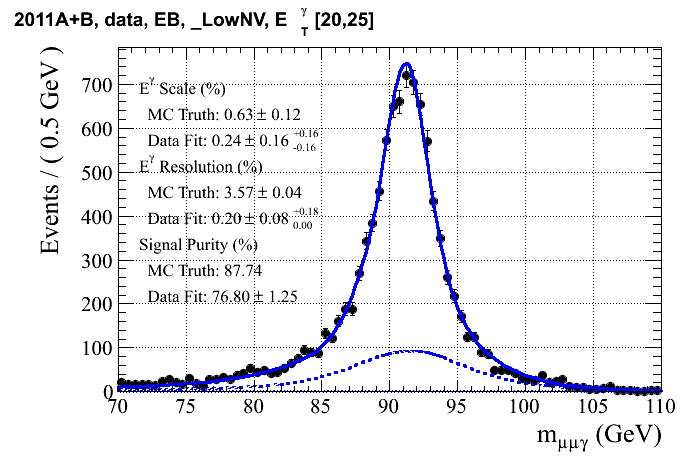 2011A+B, data, EB, _LowNV, E_T^γ [20,25]
Events / ( 0.5 GeV )
700
600
500
400
300
200
100
0
E^γ Scale (%)
MC Truth: 0.63 ± 0.12
Data Fit: 0.24 ± 0.16 +0.16 -0.16
E^γ Resolution (%)
MC Truth: 3.57 ± 0.04
Data Fit: 0.20 ± 0.08 +0.18 0.00
Signal Purity (%)
MC Truth: 87.74
Data Fit: 76.80 ± 1.25
70 75 80 85 90 95 100 105 110
m_μμγ (GeV)